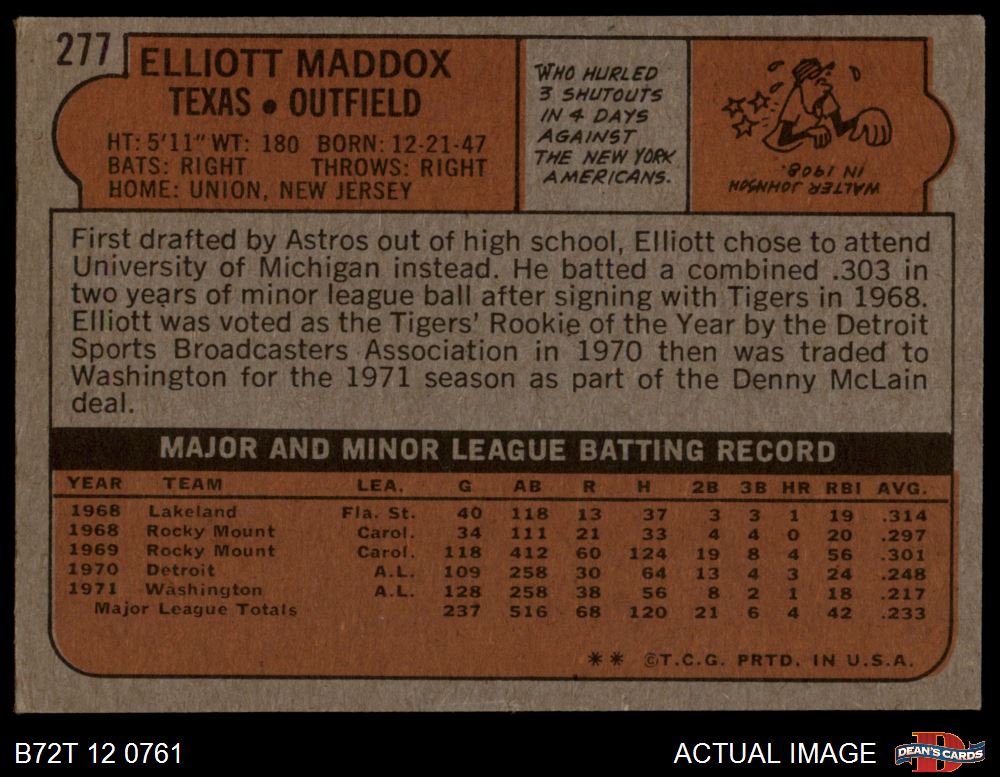 277
ELLIOTT MADDOX
TEXAS • OUTFIELD
HT: 5'11" WT: 180 BORN: 12-21-47
BATS: RIGHT THROWS: RIGHT
HOME: UNION, NEW JERSEY
WHO HURLED
3 SHUTOUTS
IN 4 DAYS
AGAINST
THE NEW YORK
AMERICANS.
WALTER JOHNSON
IN 1908.
First drafted by Astros out of high school, Elliott chose to attend
University of Michigan instead. He batted a combined .303 in
two years of minor league ball after signing with Tigers in 1968.
Elliott was voted as the Tigers' Rookie of the Year by the Detroit
Sports Broadcasters Association in 1970 then was traded to
Washington for the 1971 season as part of the Denny McLain
deal.
MAJOR AND MINOR LEAGUE BATTING RECORD
YEAR TEAM LEA. G AB R H 2B 3B HR RBI AVG.
1968 Lakeland Fla. St. 40 118 13 37 3 3 1 19 .314
1968 Rocky Mount Carol. 34 111 21 33 4 4 0 20 .297
1969 Rocky Mount Carol. 118 412 60 124 19 8 4 56 .301
1970 Detroit A.L. 109 258 30 64 13 4 3 24 .248
1971 Washington A.L. 128 258 38 56 8 2 1 18 .217
Major League Totals 237 516 68 120 21 6 4 42 .233
** ©T.C.G. PRTD. IN U.S.A.
B72T 12 0761
ACTUAL IMAGE
D
DEAN'S CARDS